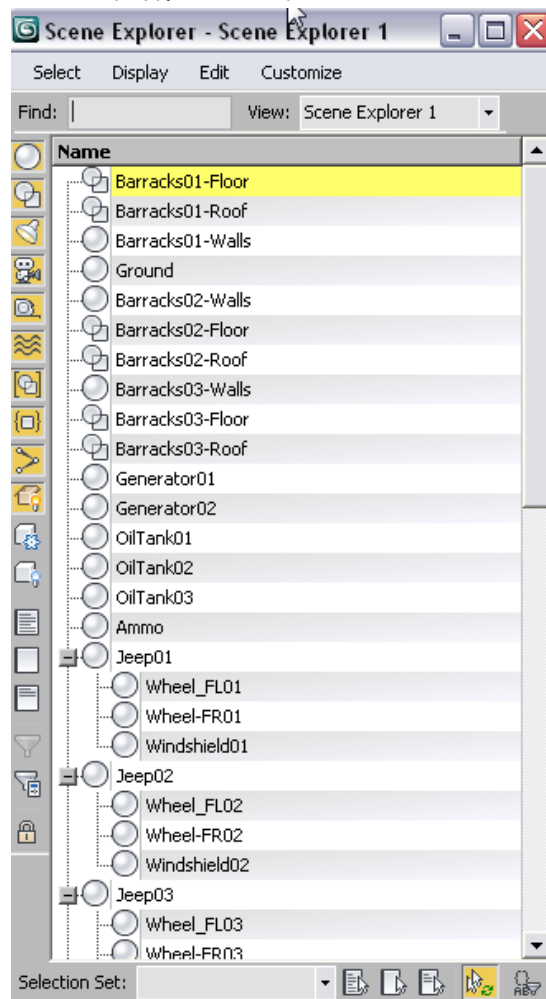 Scene Explorer - Scene Explorer 1
Select Display Edit Customize
Find: View: Scene Explorer 1
Name
Barracks01-Floor
Barracks01-Roof
Barracks01-Walls
Ground
Barracks02-Walls
Barracks02-Floor
Barracks02-Roof
Barracks03-Walls
Barracks03-Floor
Barracks03-Roof
Generator01
Generator02
OilTank01
OilTank02
OilTank03
Ammo
Jeep01
Wheel_FL01
Wheel-FR01
Windshield01
Jeep02
Wheel_FL02
Wheel-FR02
Windshield02
Jeep03
Wheel_FL03
Wheel-FR03
Selection Set: